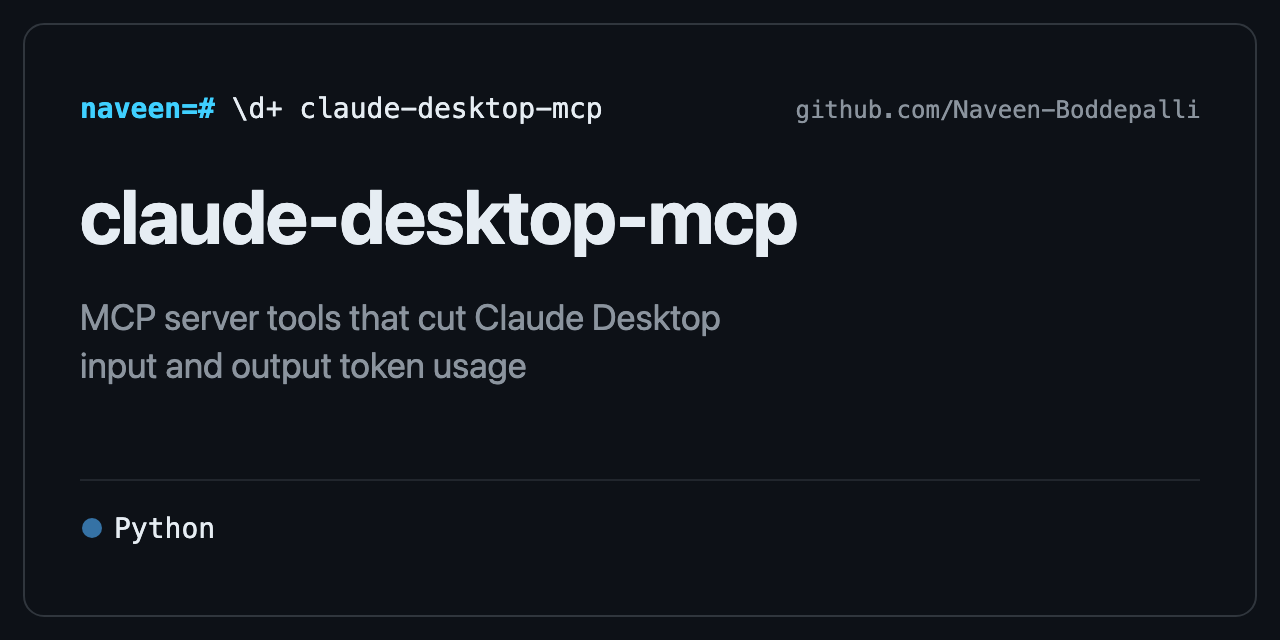 naveen=# \d+ claude-desktop-mcp
github.com/Naveen-Boddepalli
claude-desktop-mcp
MCP server tools that cut Claude Desktop
input and output token usage
Python